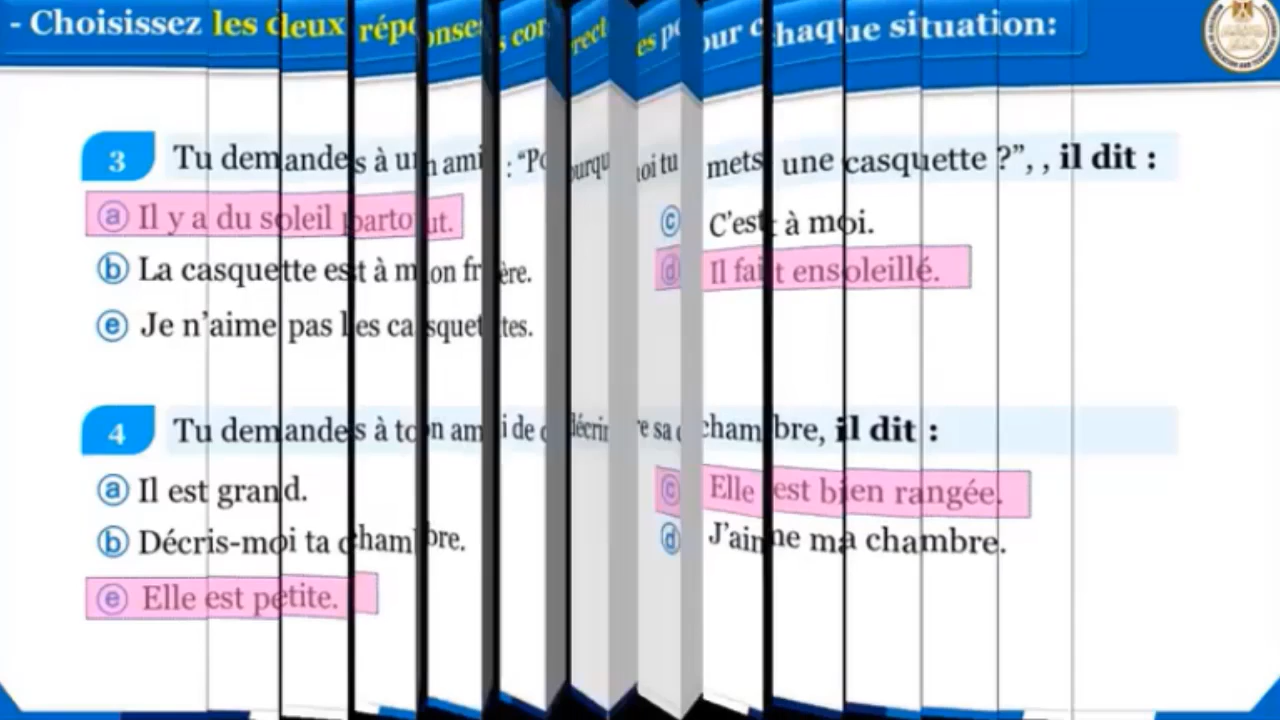 - Choisissez les deux réponses correctes pour chaque situation:
3 Tu demandes à un ami : “Pourquoi tu mets une casquette ?”, , il dit :
ⓐ Il y a du soleil partout.
ⓒ C’est à moi.
ⓑ La casquette est à mon frère.
ⓓ Il fait ensoleillé.
ⓔ Je n’aime pas les casquettes.
4 Tu demandes à ton ami de décrire sa chambre, il dit :
ⓐ Il est grand.
ⓒ Elle est bien rangée.
ⓑ Décris-moi ta chambre.
ⓓ J’aime ma chambre.
ⓔ Elle est petite.